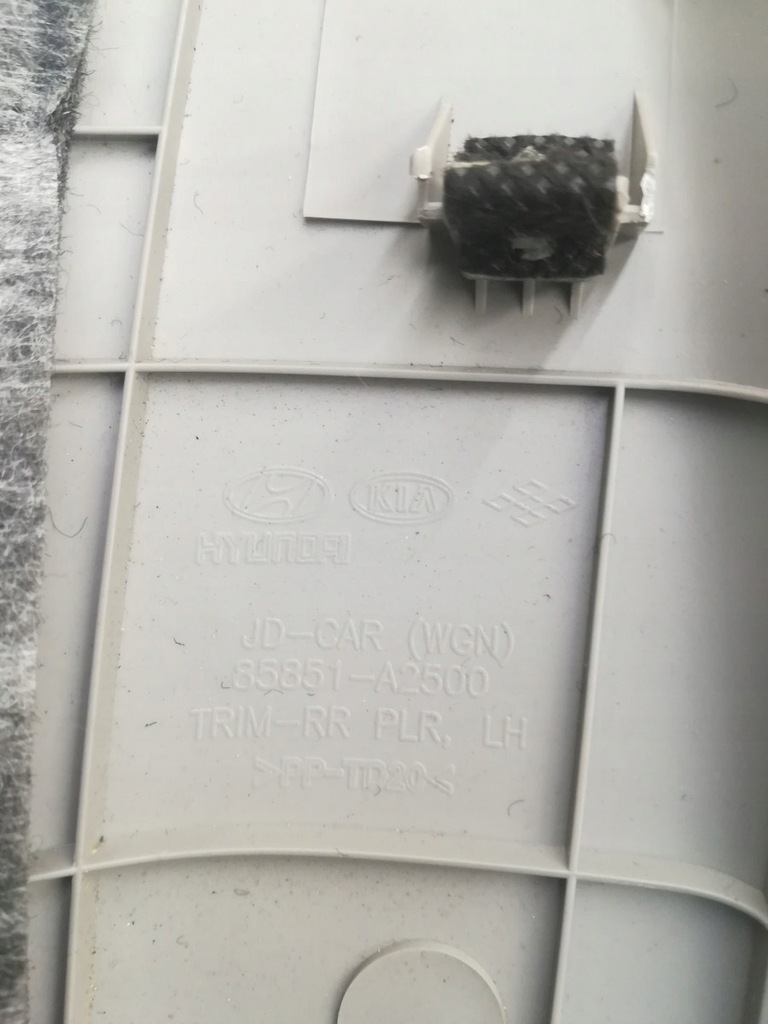 KIA
HYUNDAI
JD-CAR (WGN)
85851-A2500
TRIM-RR PLR, LH
>PP-TD20<